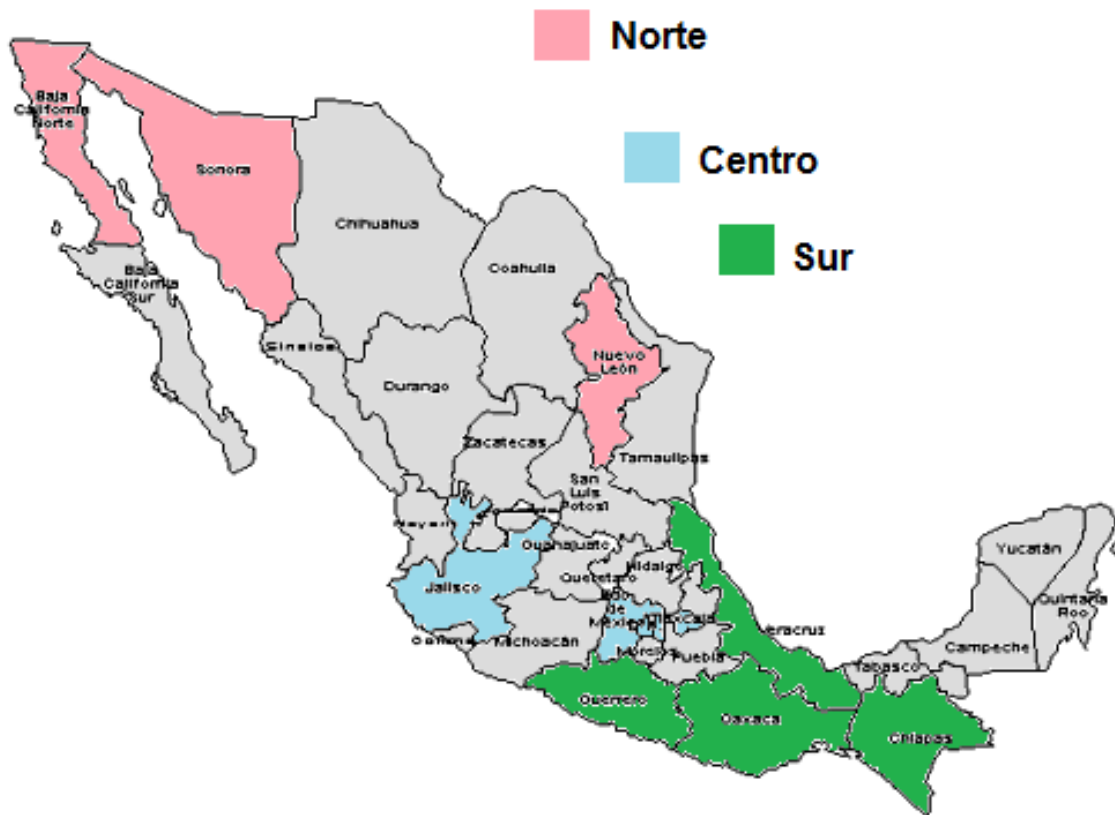 Norte
Centro
Sur
Baja
California
Norte
Sonora
Chihuahua
Coahuila
Baja
California
Sur
Sinaloa
Nuevo
León
Durango
Zacatecas
Tamaulipas
San
Luis
Potosí
Guanajuato
Yucatán
Hidalgo
Querétaro
Jalisco
Quintana
Roo
de
México
Tlaxcala
Veracruz
Michoacán
Campeche
Morelos
Puebla
Tabasco
Guerrero
Oaxaca
Chiapas